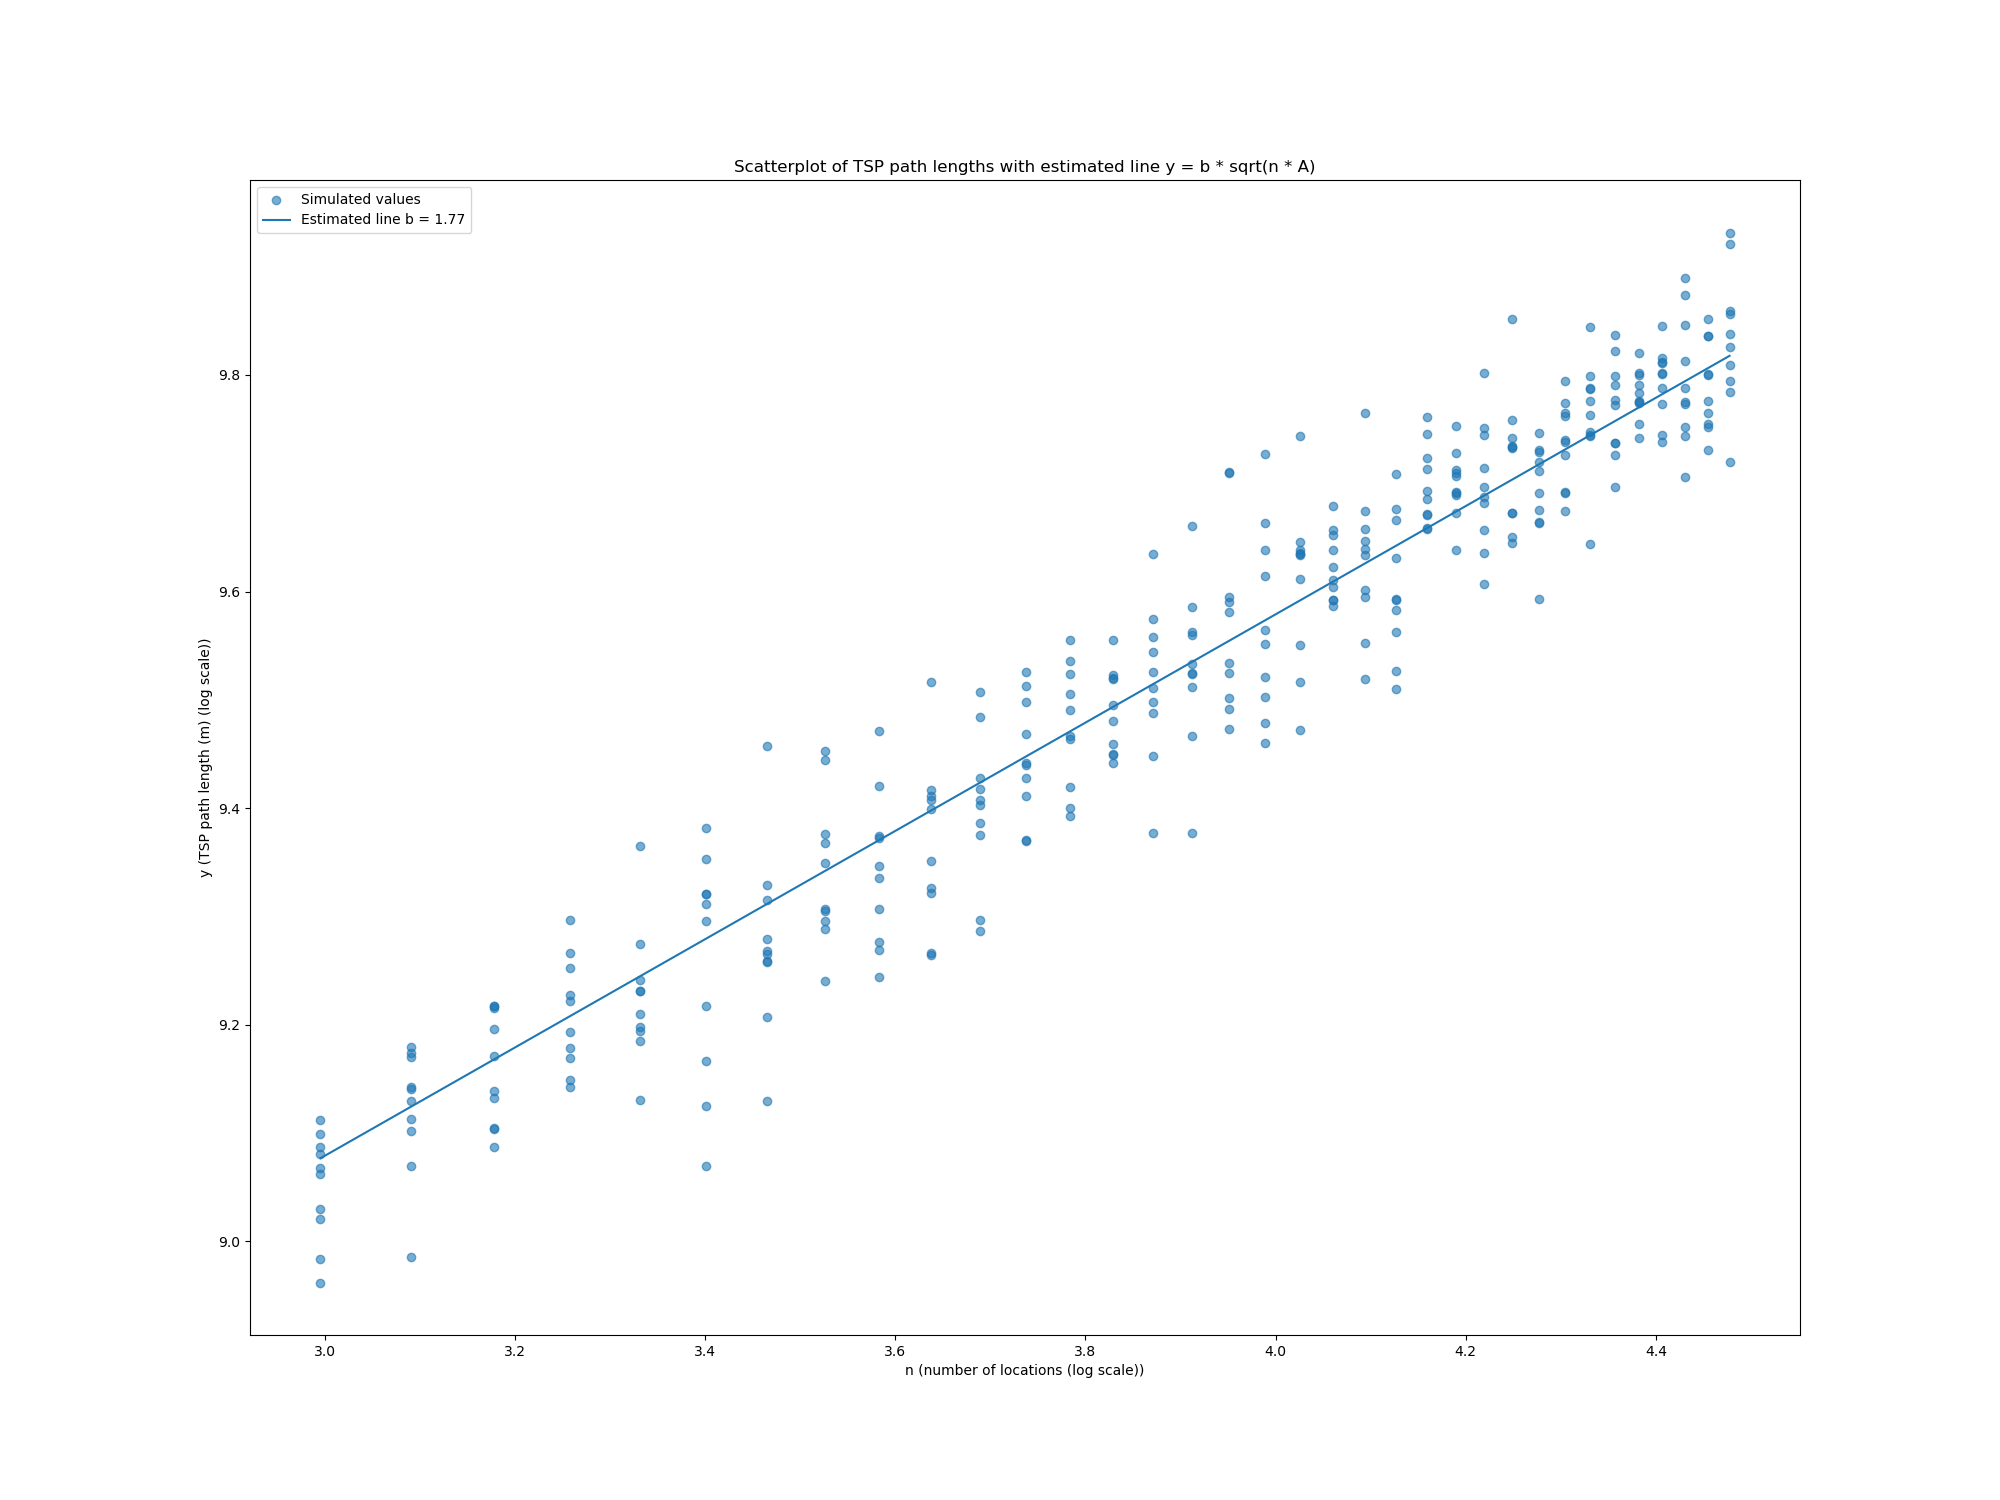 Scatterplot of TSP path lengths with estimated line y = b * sqrt(n * A)
Simulated values
Estimated line b = 1.77
y (TSP path length (m) (log scale))
9.8
9.6
9.4
9.2
9.0
3.0 3.2 3.4 3.6 3.8 4.0 4.2 4.4
n (number of locations (log scale))